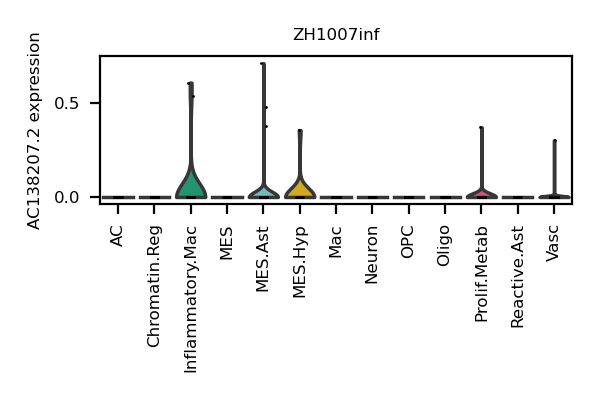 ZH1007inf
AC138207.2 expression
0.5
0.0
AC
Chromatin.Reg
Inflammatory.Mac
MES
MES.Ast
MES.Hyp
Mac
Neuron
OPC
Oligo
Prolif.Metab
Reactive.Ast
Vasc